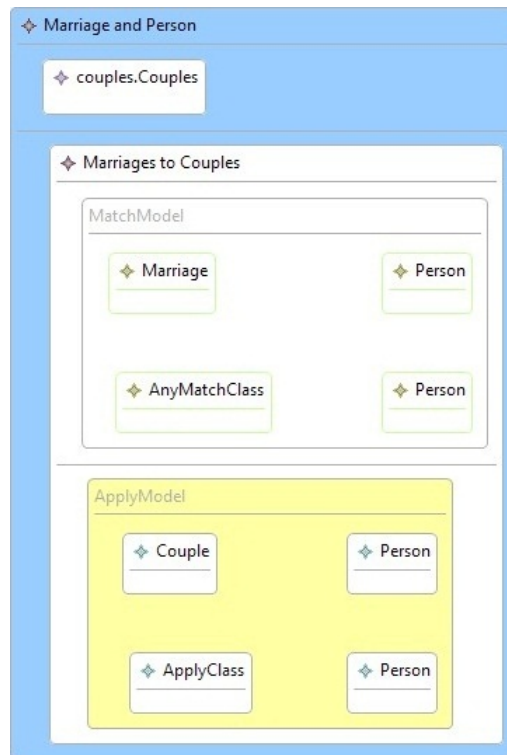 Marriage and Person
couples.Couples
Marriages to Couples
MatchModel
Marriage
Person
AnyMatchClass
Person
ApplyModel
Couple
Person
ApplyClass
Person